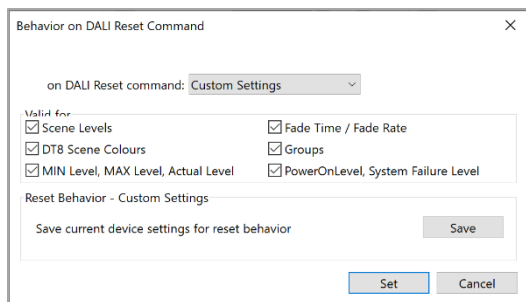 Behavior on DALI Reset Command
on DALI Reset command: Custom Settings
Valid for
Scene Levels Fade Time / Fade Rate
DT8 Scene Colours Groups
MIN Level, MAX Level, Actual Level PowerOnLevel, System Failure Level
Reset Behavior - Custom Settings
Save current device settings for reset behavior Save
Set Cancel